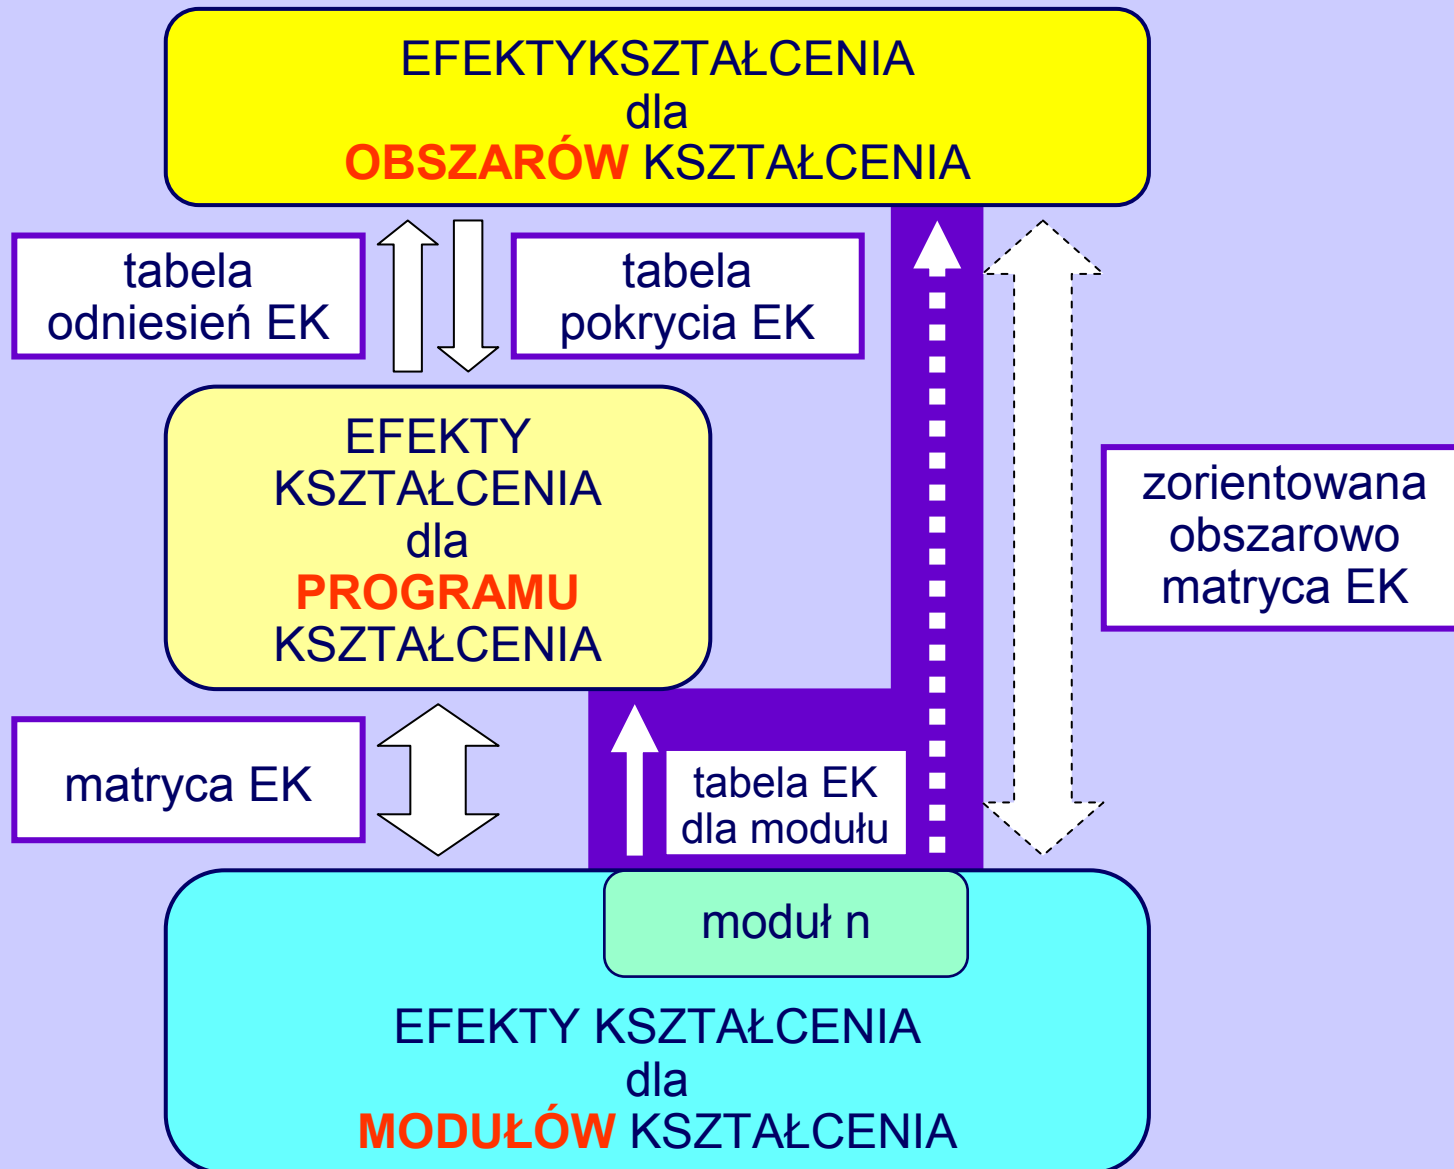 EFEKTYKSZTAŁCENIA
dla
OBSZARÓW KSZTAŁCENIA
tabela
odniesień EK
tabela
pokrycia EK
EFEKTY
KSZTAŁCENIA
dla
PROGRAMU
KSZTAŁCENIA
zorientowana
obszarowo
matryca EK
matryca EK
tabela EK
dla modułu
moduł n
EFEKTY KSZTAŁCENIA
dla
MODUŁÓW KSZTAŁCENIA